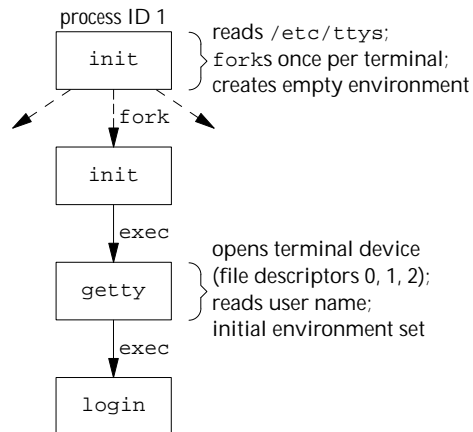 process ID 1
init
reads /etc/ttys;
forks once per terminal;
creates empty environment
fork
init
exec
getty
opens terminal device
(file descriptors 0, 1, 2);
reads user name;
initial environment set
exec
login